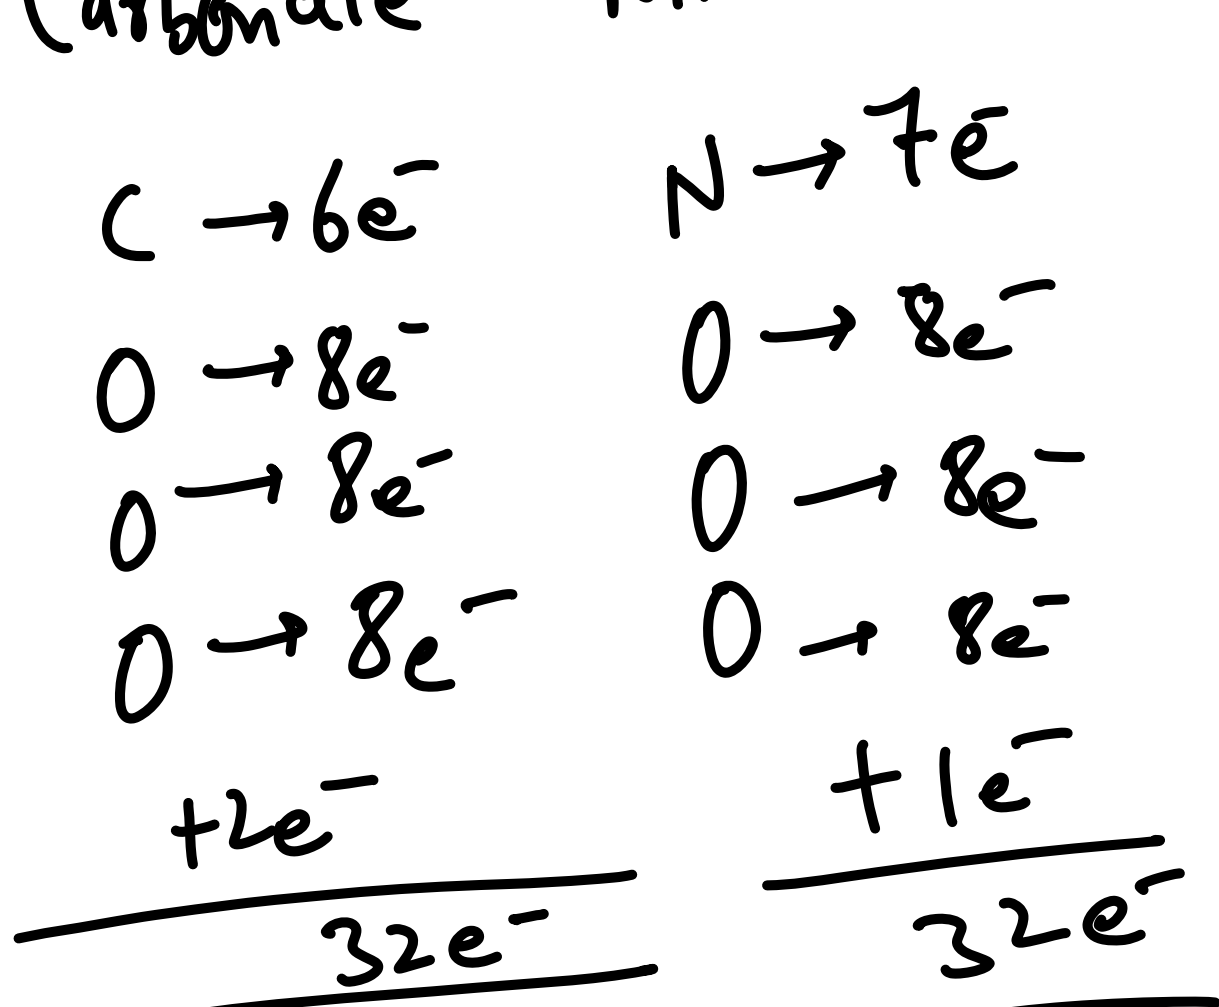 Carbonate
C → 6e⁻ N → 7e⁻
O → 8e⁻ O → 8e⁻
O → 8e⁻ O → 8e⁻
O → 8e⁻ O → 8e⁻
+2e⁻ +1e⁻
32e⁻ 32e⁻